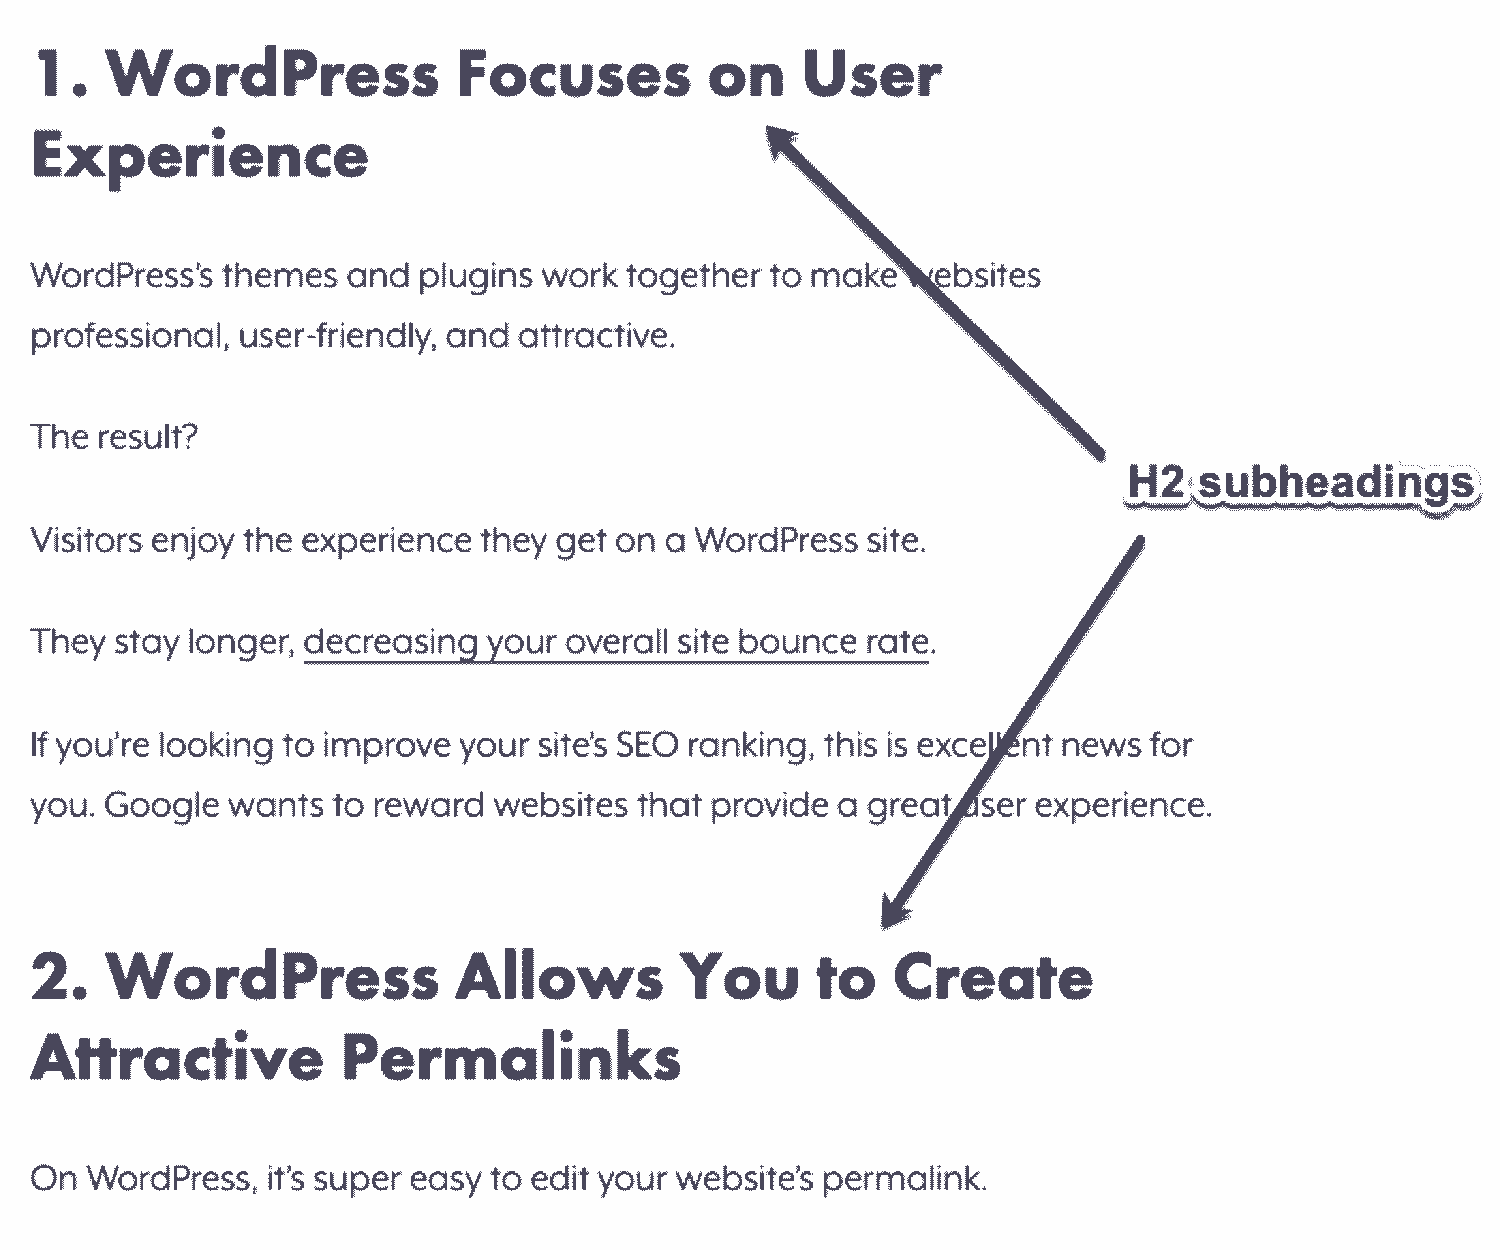 1. WordPress Focuses on User
Experience
WordPress's themes and plugins work together to make websites
professional, user-friendly, and attractive.
The result?
H2 subheadings
Visitors enjoy the experience they get on a WordPress site.
They stay longer, decreasing your overall site bounce rate.
If you're looking to improve your site's SEO ranking, this is excellent news for
you. Google wants to reward websites that provide a great user experience.
2. WordPress Allows You to Create
Attractive Permalinks
On WordPress, it's super easy to edit your website's permalink.